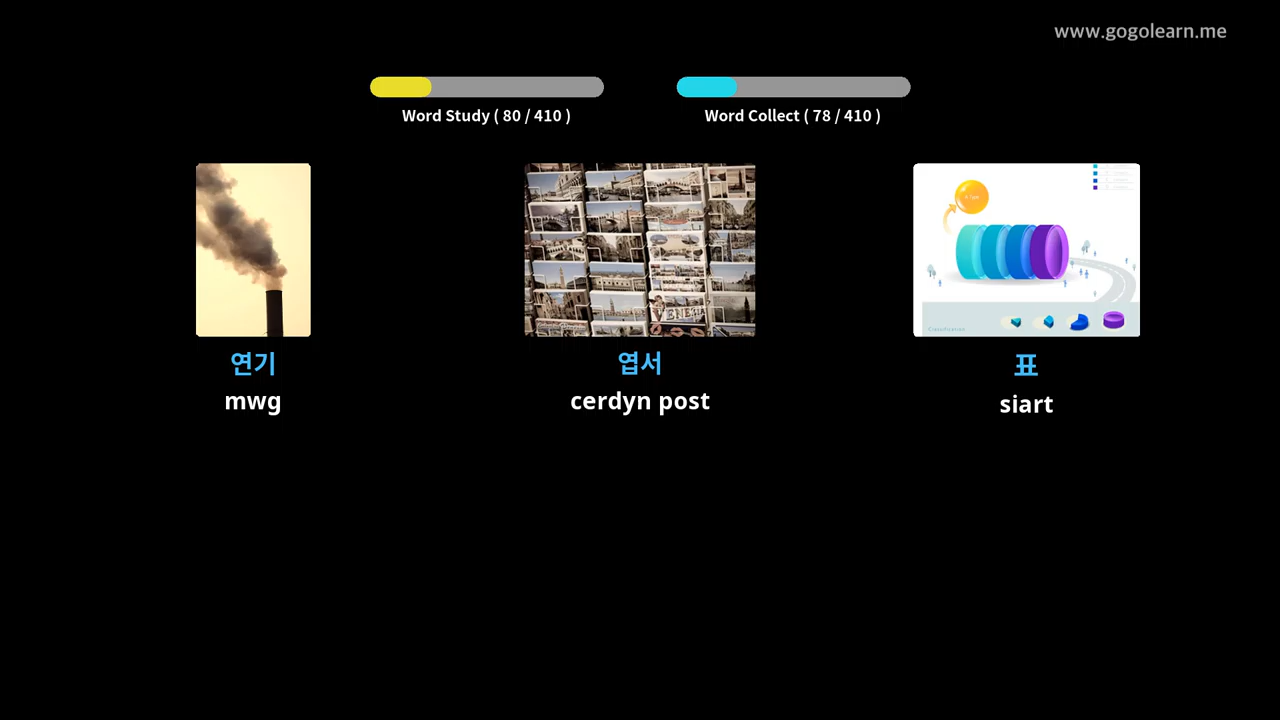 www.gogolearn.me
Word Study ( 80 / 410 )
Word Collect ( 78 / 410 )
연기
mwg
엽서
cerdyn post
표
siart